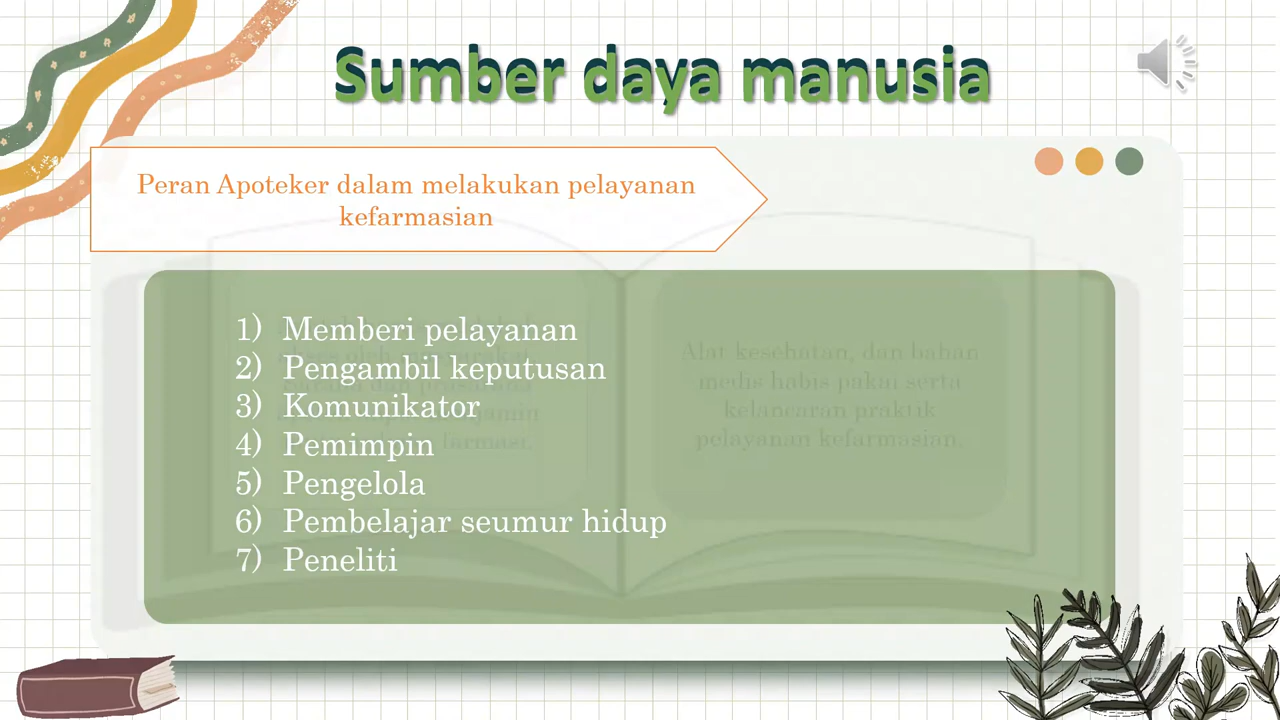 Sumber daya manusia
Peran Apoteker dalam melakukan pelayanan
kefarmasian
1) Memberi pelayanan
2) Pengambil keputusan
3) Komunikator
4) Pemimpin
5) Pengelola
6) Pembelajar seumur hidup
7) Peneliti
Alat kesehatan, dan bahan
medis habis pakai serta
kelancaran praktik
pelayanan kefarmasian.